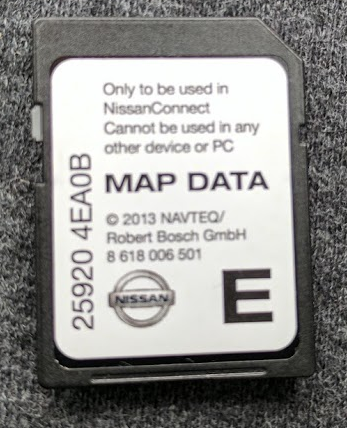 Only to be used in
NissanConnect
Cannot be used in any
other device or PC
MAP DATA
© 2013 NAVTEQ/
Robert Bosch GmbH
8 618 006 501
NISSAN
E
25920 4EA0B